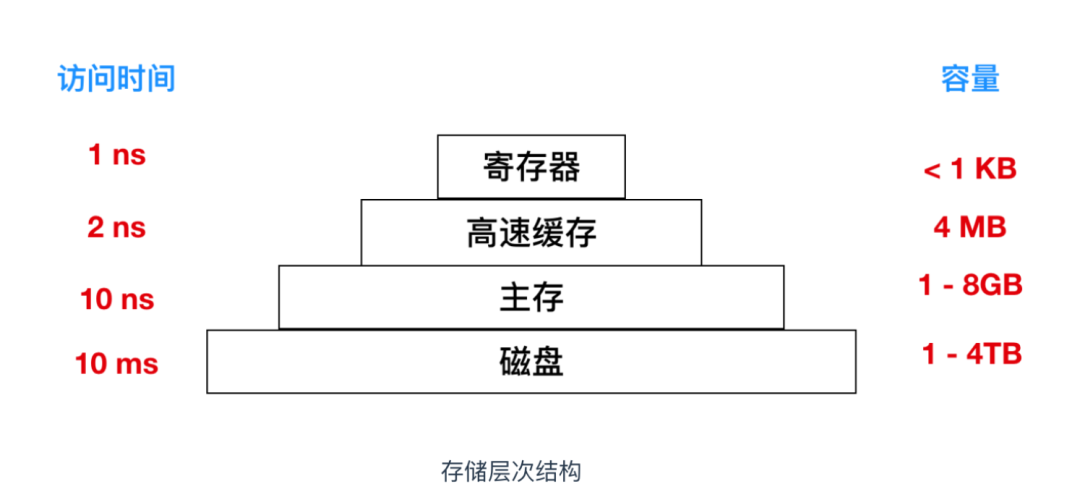 访问时间
容量
1 ns
寄存器
< 1 KB
2 ns
高速缓存
4 MB
10 ns
主存
1 - 8GB
10 ms
磁盘
1 - 4TB
存储层次结构